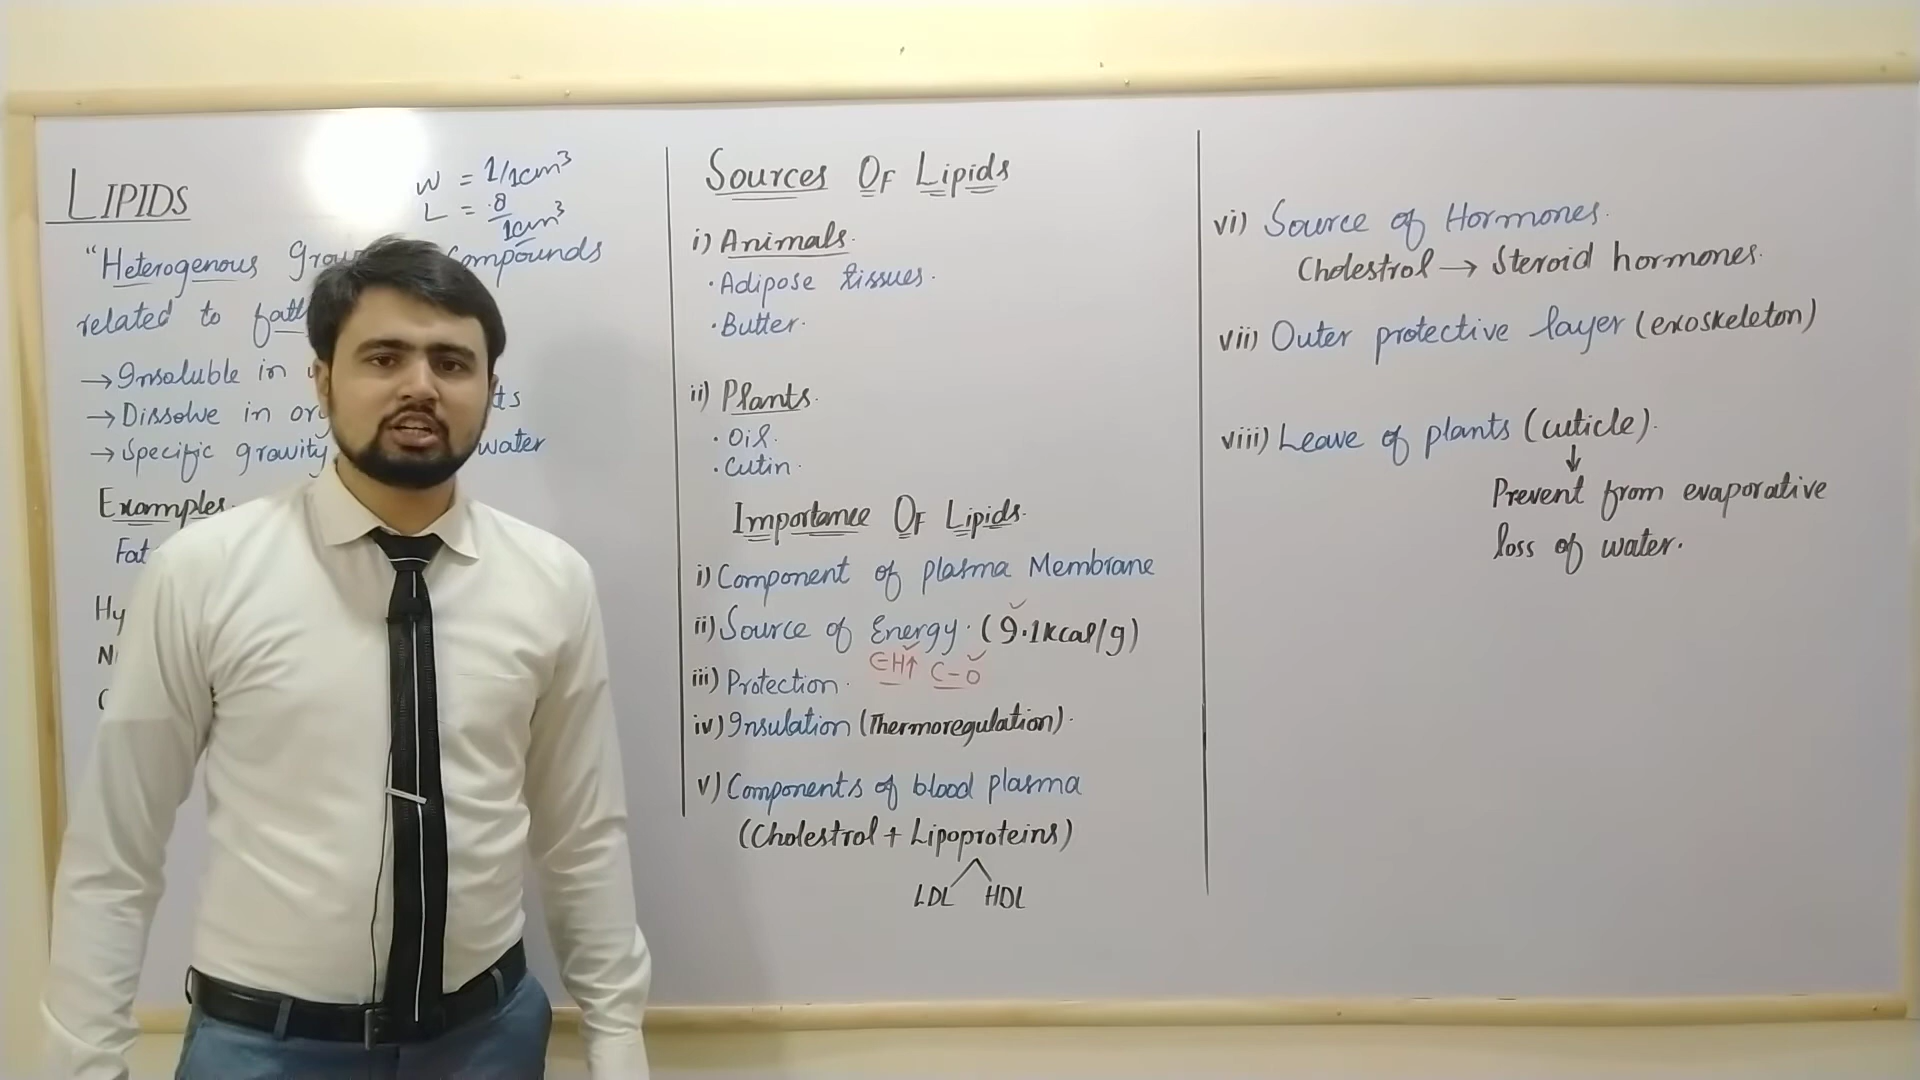 LIPIDS
W = 1/1cm³
L = .8/1cm³
"Heterogenous Compounds
related to
→ Insoluble in
→ Dissolve in
→ Specific gravity water
Examples
Fat
Sources OF Lipids
i) Animals.
· Adipose tissues.
· Butter.
ii) Plants.
· Oil.
· Cutin.
Importance OF Lipids.
i) Component of plasma Membrane
ii) Source of Energy. (9.1kcal/g)
C-H↑ C-O
iii) Protection.
iv) Insulation (Thermoregulation).
v) Components of blood plasma
(Cholestrol + Lipoproteins)
LDL HDL
vi) Source of Hormones.
Cholestrol → Steroid hormones.
vii) Outer protective layer (exoskeleton)
viii) Leave of plants (cuticle).
↓
Prevent from evaporative
loss of water.